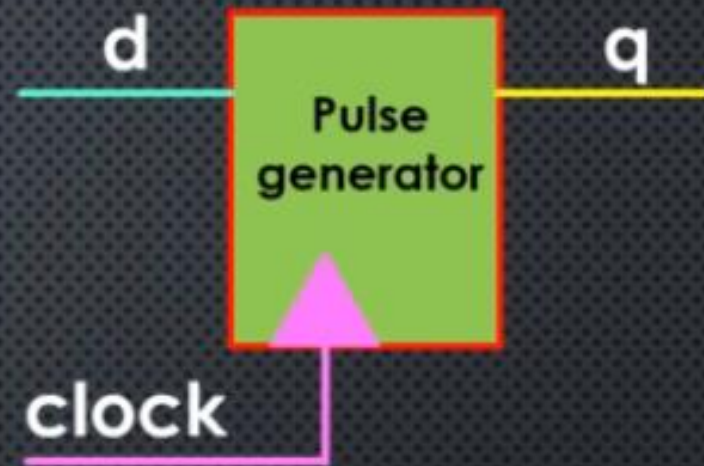 d
q
Pulse
generator
clock